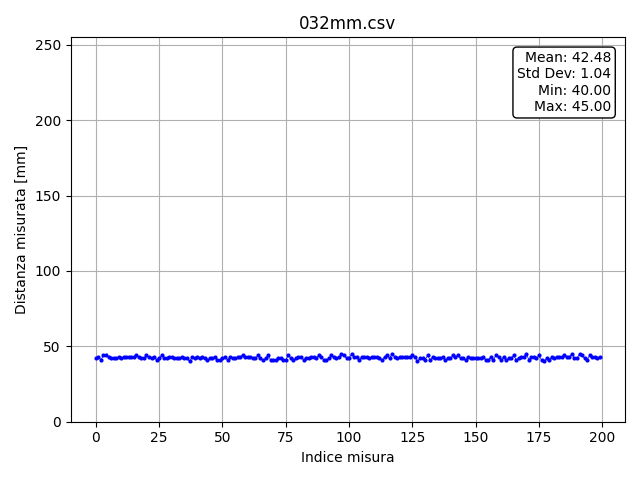 032mm.csv
Mean: 42.48
Std Dev: 1.04
Min: 40.00
Max: 45.00
250
200
150
100
50
0
Distanza misurata [mm]
0 25 50 75 100 125 150 175 200
Indice misura